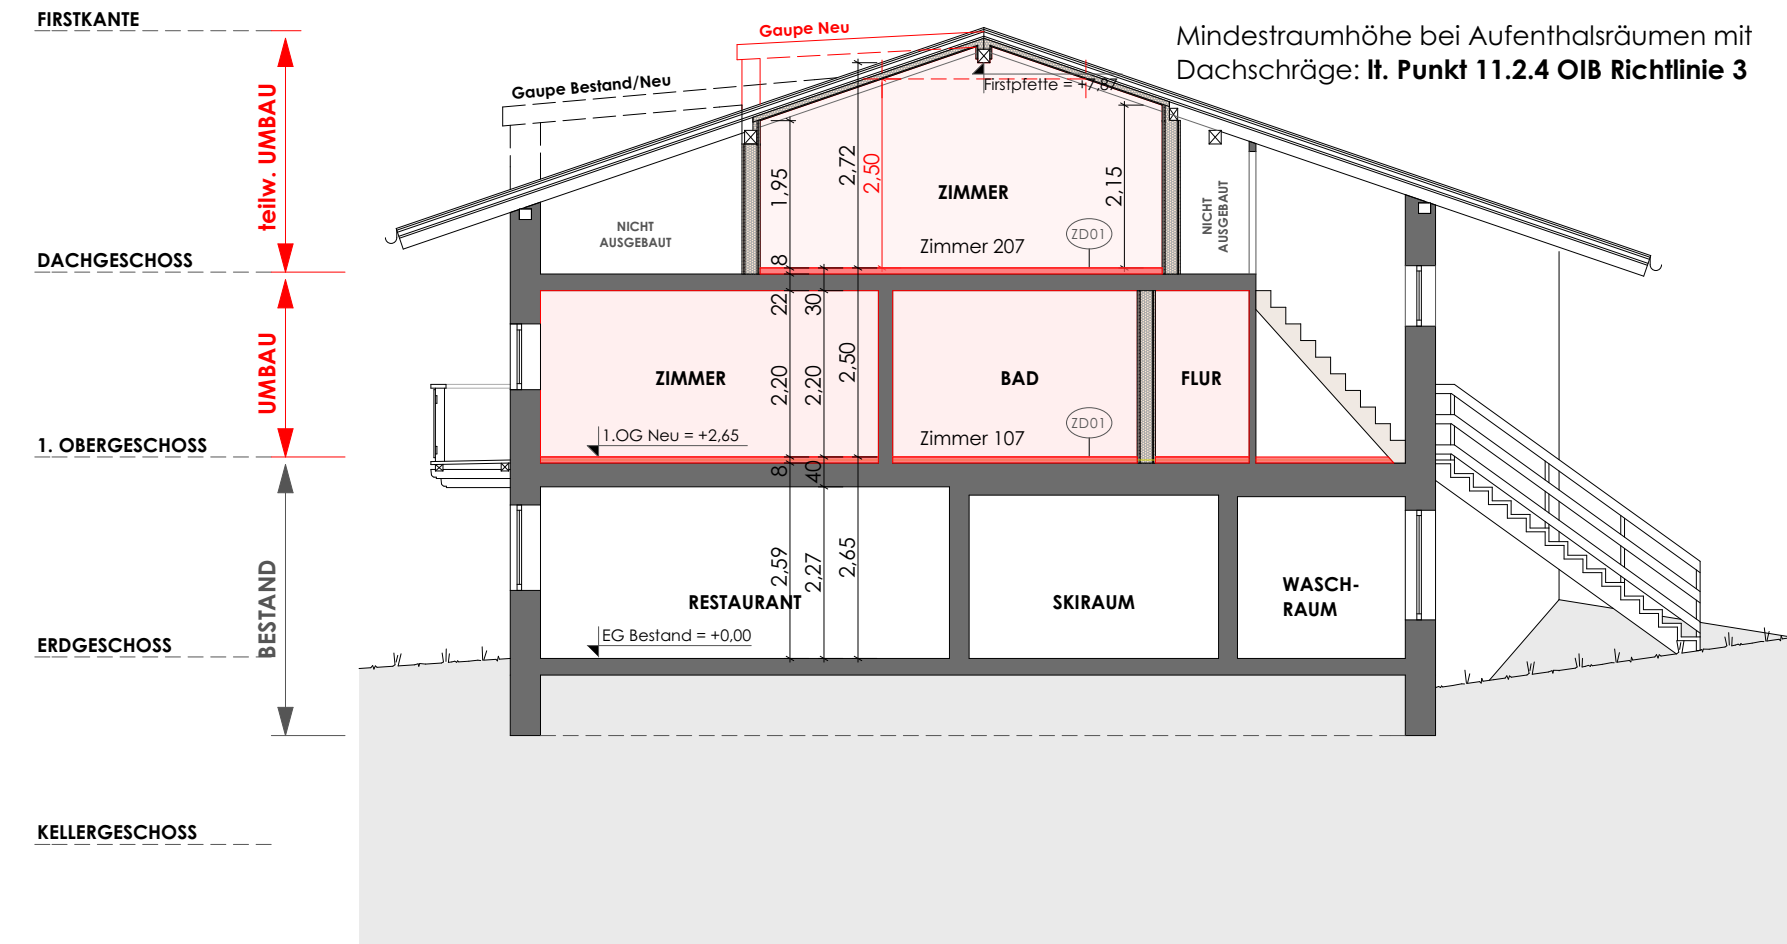 FIRSTKANTE
Gaupe Neu
Mindestraumhöhe bei Aufenthalsräumen mit
Dachschräge: lt. Punkt 11.2.4 OIB Richtlinie 3
Gaupe Bestand/Neu
Firstpfette = +7,87
teilw. UMBAU
1,95
2,72
2,50
ZIMMER
2,15
NICHT
AUSGEBAUT
NICHT
AUSGEBAUT
Zimmer 207
ZD01
DACHGESCHOSS
8
22
30
UMBAU
2,20
2,20
2,50
ZIMMER
BAD
FLUR
1.OG Neu = +2,65
Zimmer 107
ZD01
1. OBERGESCHOSS
8
40
BESTAND
2,59
2,27
2,65
RESTAURANT
SKIRAUM
WASCH-
RAUM
EG Bestand = +0,00
ERDGESCHOSS
KELLERGESCHOSS